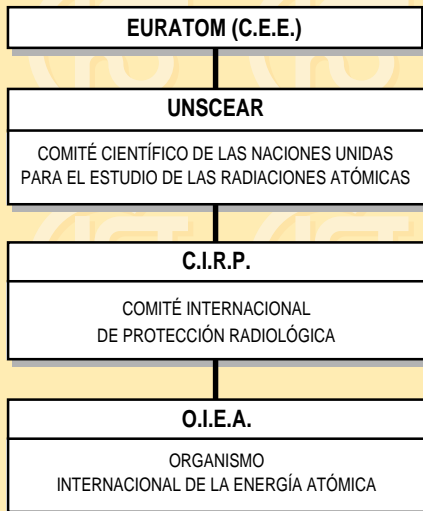 EURATOM (C.E.E.)
UNSCEAR
COMITÉ CIENTÍFICO DE LAS NACIONES UNIDAS
PARA EL ESTUDIO DE LAS RADIACIONES ATÓMICAS
C.I.R.P.
COMITÉ INTERNACIONAL
DE PROTECCIÓN RADIOLÓGICA
O.I.E.A.
ORGANISMO
INTERNACIONAL DE LA ENERGÍA ATÓMICA